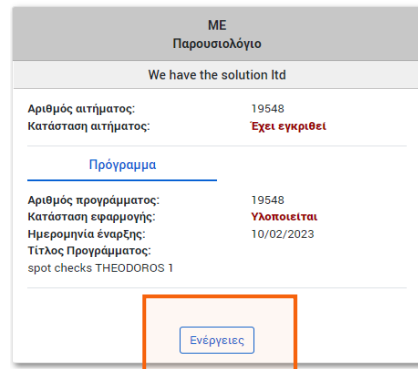 ΜΕ
Παρουσιολόγιο
We have the solution ltd
Αριθμός αιτήματος: 19548
Κατάσταση αιτήματος: Έχει εγκριθεί
Πρόγραμμα
Αριθμός προγράμματος: 19548
Κατάσταση εφαρμογής: Υλοποιείται
Ημερομηνία έναρξης: 10/02/2023
Τίτλος Προγράμματος:
spot checks THEODOROS 1
Ενέργειες